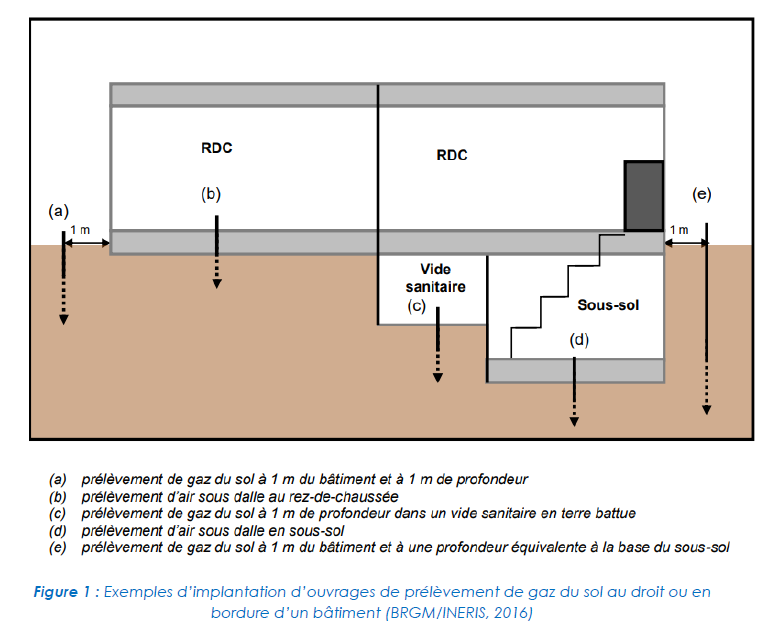 RDC
RDC
(b)
(a)
(e)
1 m
1 m
Vide
sanitaire
(c)
Sous-sol
(d)
(a) prélèvement de gaz du sol à 1 m du bâtiment et à 1 m de profondeur
(b) prélèvement d'air sous dalle au rez-de-chaussée
(c) prélèvement de gaz du sol à 1 m de profondeur dans un vide sanitaire en terre battue
(d) prélèvement d'air sous dalle en sous-sol
(e) prélèvement de gaz du sol à 1 m du bâtiment et à une profondeur équivalente à la base du sous-sol
Figure 1 : Exemples d'implantation d'ouvrages de prélèvement de gaz du sol au droit ou en
bordure d'un bâtiment (BRGM/INERIS, 2016)